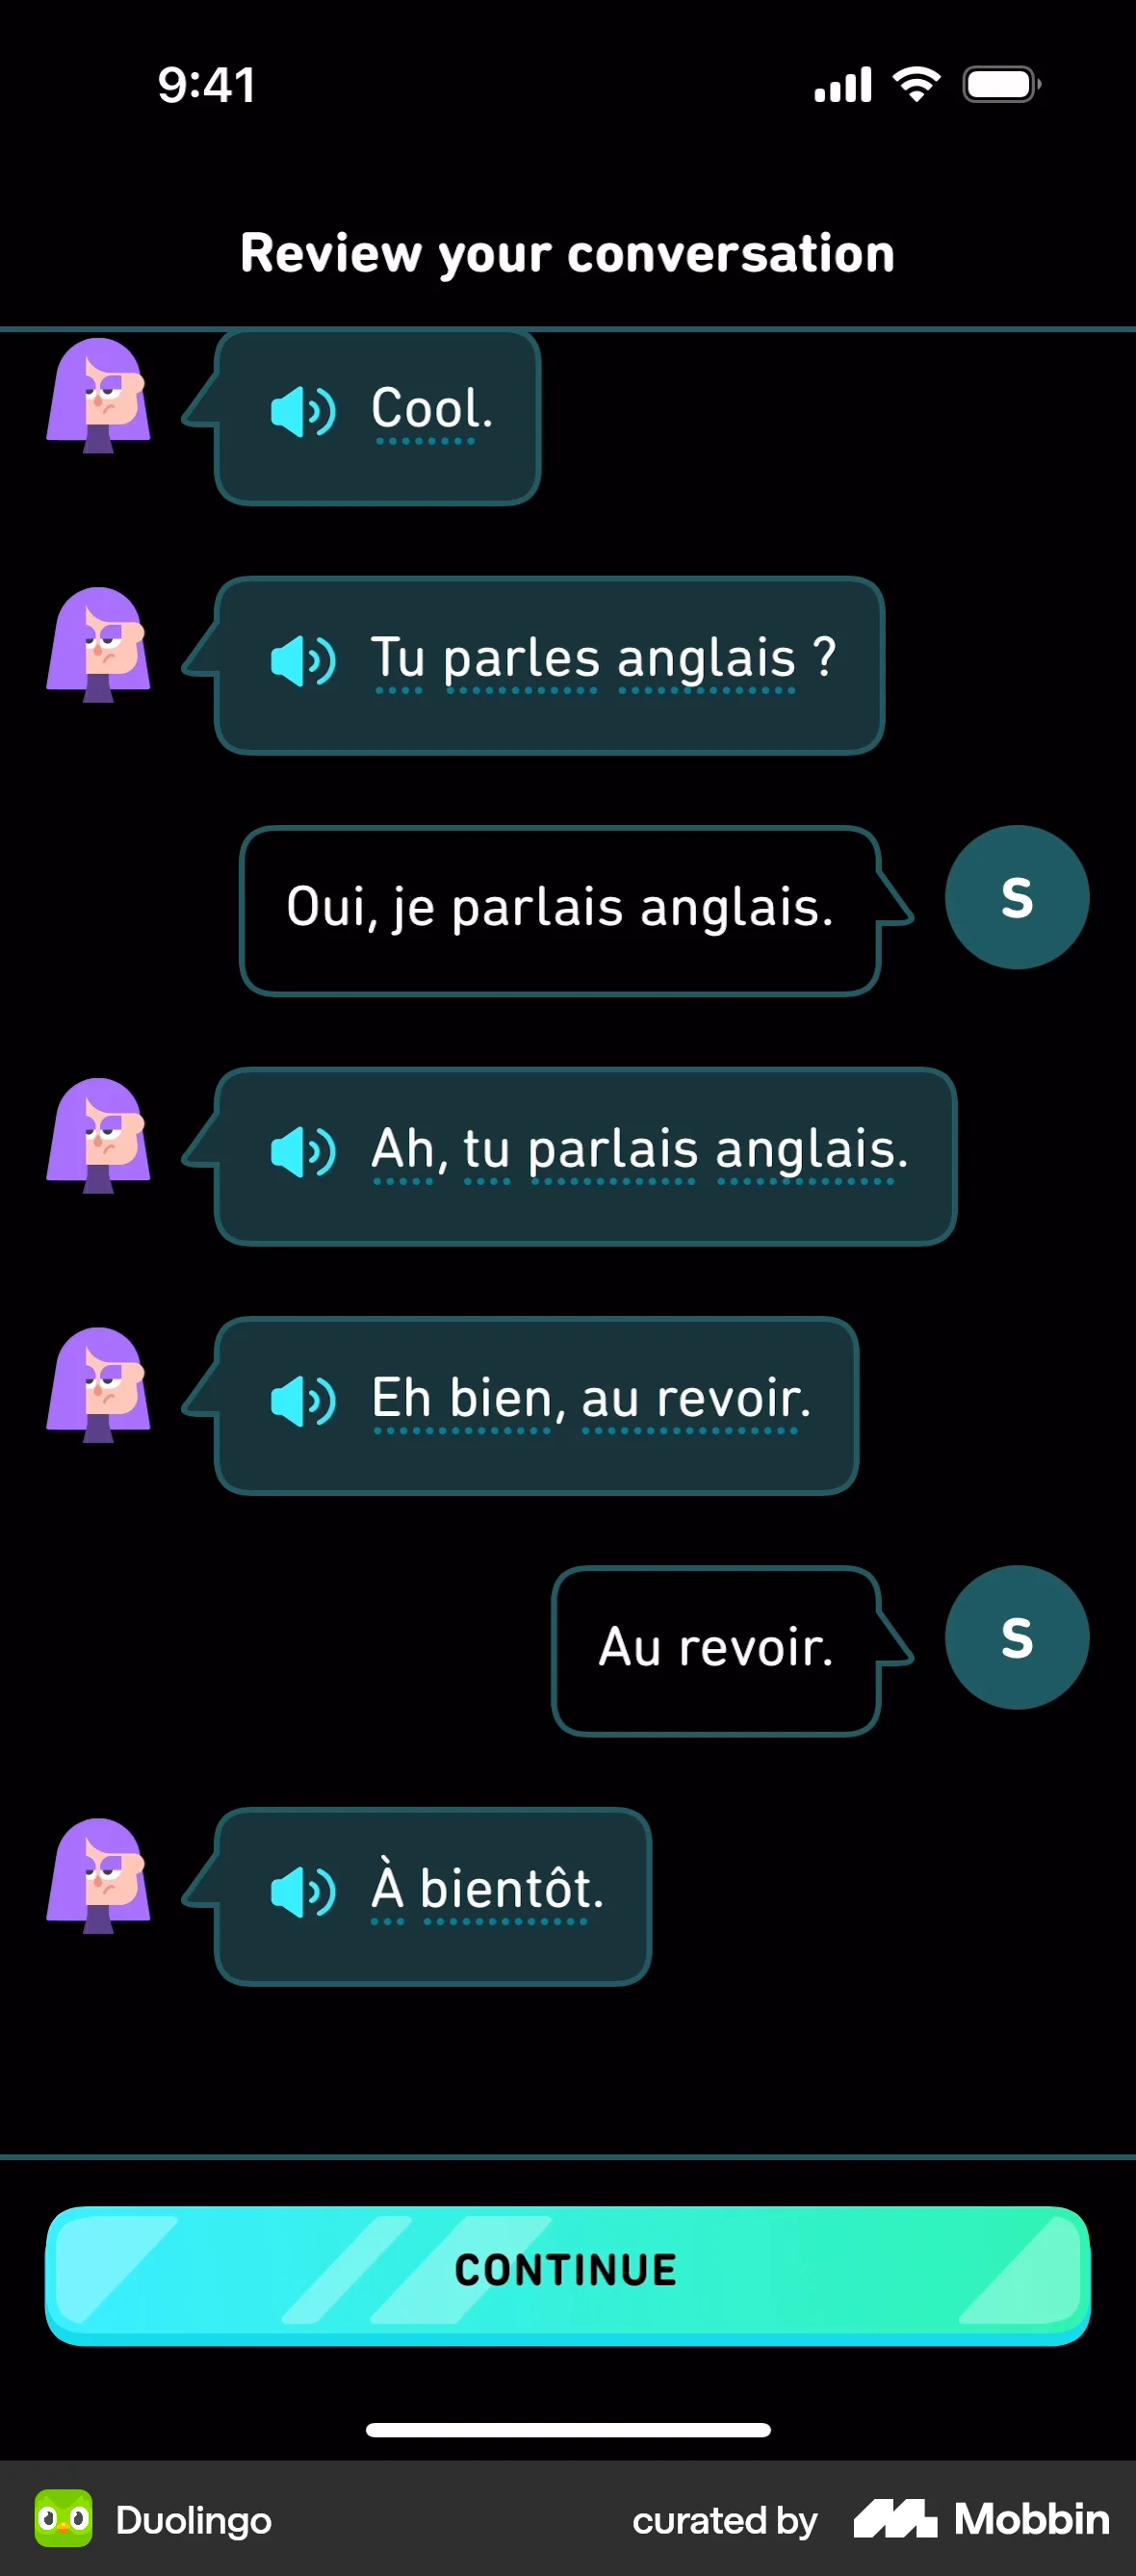 9:41
Review your conversation
Cool.
Tu parles anglais ?
Oui, je parlais anglais.
S
Ah, tu parlais anglais.
Eh bien, au revoir.
Au revoir.
S
À bientôt.
CONTINUE
Duolingo
curated by Mobbin